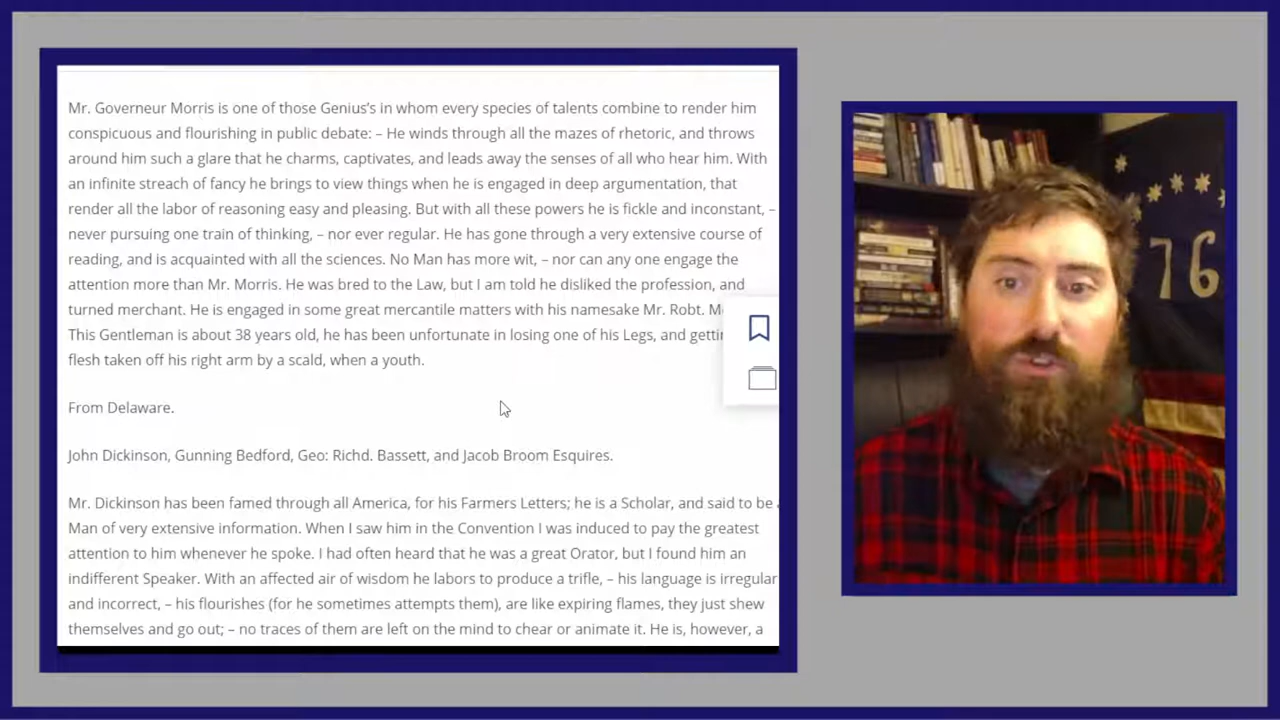 Mr. Governeur Morris is one of those Genius's in whom every species of talents combine to render him
conspicuous and flourishing in public debate: – He winds through all the mazes of rhetoric, and throws
around him such a glare that he charms, captivates, and leads away the senses of all who hear him. With
an infinite streach of fancy he brings to view things when he is engaged in deep argumentation, that
render all the labor of reasoning easy and pleasing. But with all these powers he is fickle and inconstant, –
never pursuing one train of thinking, – nor ever regular. He has gone through a very extensive course of
reading, and is acquainted with all the sciences. No Man has more wit, – nor can any one engage the
attention more than Mr. Morris. He was bred to the Law, but I am told he disliked the profession, and
turned merchant. He is engaged in some great mercantile matters with his namesake Mr. Robt.
This Gentleman is about 38 years old, he has been unfortunate in losing one of his Legs, and
flesh taken off his right arm by a scald, when a youth.
From Delaware.
John Dickinson, Gunning Bedford, Geo: Richd. Bassett, and Jacob Broom Esquires.
Mr. Dickinson has been famed through all America, for his Farmers Letters; he is a Scholar, and said to be
Man of very extensive information. When I saw him in the Convention I was induced to pay the greatest
attention to him whenever he spoke. I had often heard that he was a great Orator, but I found him an
indifferent Speaker. With an affected air of wisdom he labors to produce a trifle, – his language is irregular
and incorrect, – his flourishes (for he sometimes attempts them), are like expiring flames, they just shew
themselves and go out; – no traces of them are left on the mind to chear or animate it. He is, however, a
76